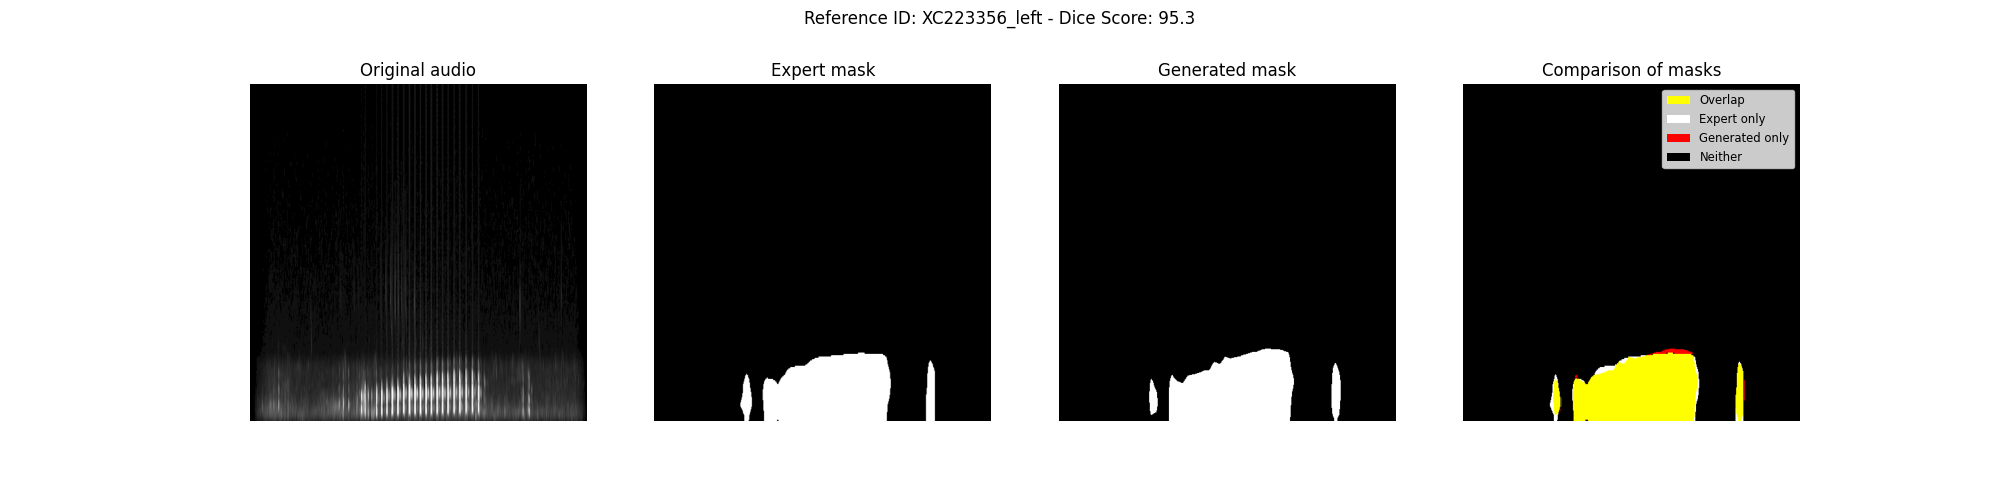 Reference ID: XC223356_left - Dice Score: 95.3
Original audio
Expert mask
Generated mask
Comparison of masks
Overlap
Expert only
Generated only
Neither